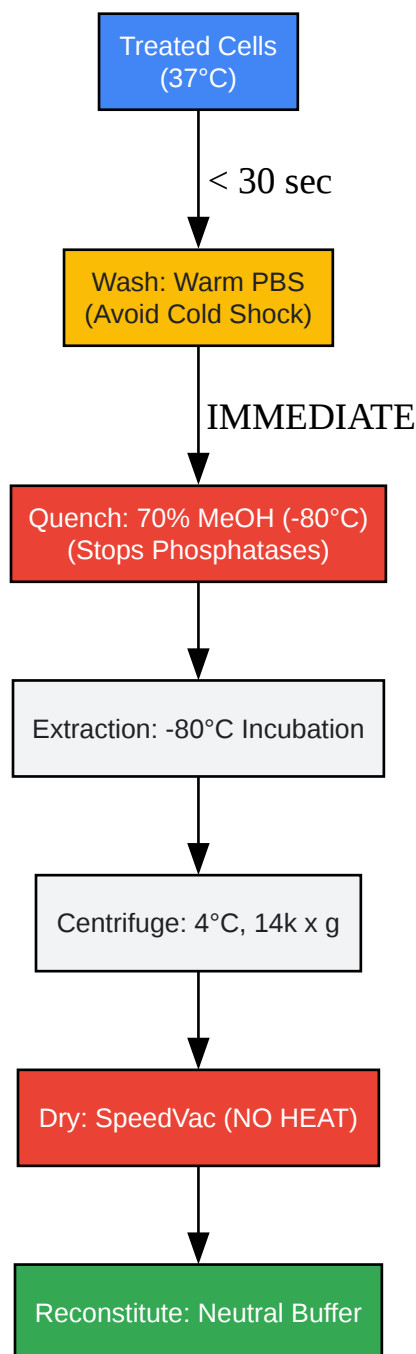 Treated Cells
(37°C)
< 30 sec
Wash: Warm PBS
(Avoid Cold Shock)
IMMEDIATE
Quench: 70% MeOH (-80°C)
(Stops Phosphatases)
Extraction: -80°C Incubation
Centrifuge: 4°C, 14k x g
Dry: SpeedVac (NO HEAT)
Reconstitute: Neutral Buffer